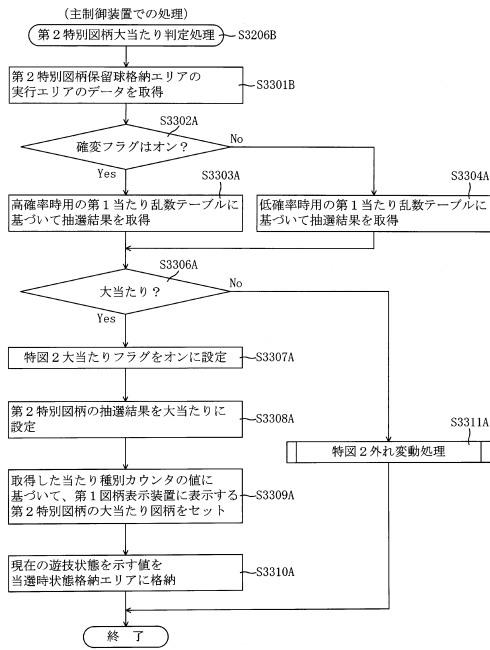 (主制御装置での処理)
第2特別図柄大当たり判定処理
S3206B
第2特別図柄保留球格納エリアの
実行エリアのデータを取得
S3301B
S3302A
確変フラグはオン?
No
Yes
S3303A
S3304A
高確率時用の第1当たり乱数テーブルに
基づいて抽選結果を取得
低確率時用の第1当たり乱数テーブルに
基づいて抽選結果を取得
S3306A
大当たり?
No
Yes
特図2大当たりフラグをオンに設定
S3307A
第2特別図柄の抽選結果を大当たりに
設定
S3308A
S3311A
特図2外れ変動処理
取得した当たり種別カウンタの値に
基づいて、第1図柄表示装置に表示する
第2特別図柄の大当たり図柄をセット
S3309A
現在の遊技状態を示す値を
当選時状態格納エリアに格納
S3310A
終 了